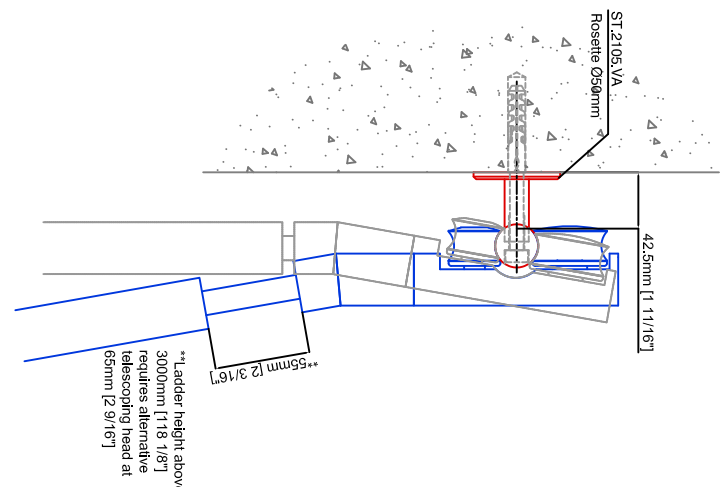 ST.2105.VA
Rosette Ø50mm
42.5mm [1 11/16"]
**55mm [2 3/16"]
**Ladder height above
3000mm [118 1/8"]
requires alternative
telescoping head at
65mm [2 9/16"]